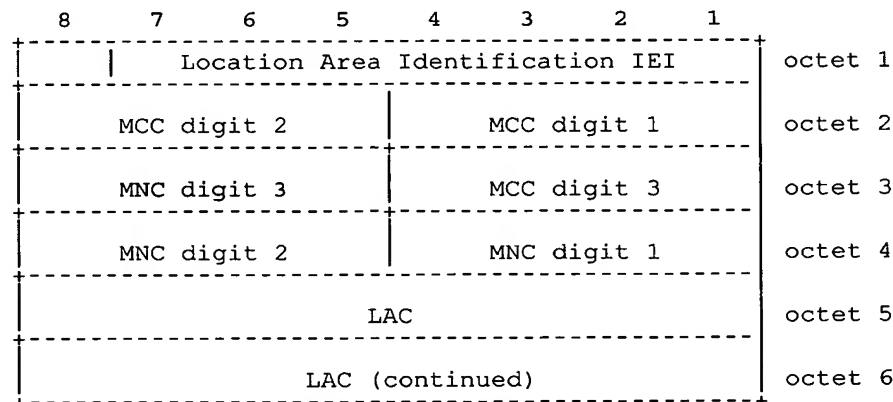 8 7 6 5 4 3 2 1
Location Area Identification IEI octet 1
MCC digit 2 MCC digit 1 octet 2
MNC digit 3 MCC digit 3 octet 3
MNC digit 2 MNC digit 1 octet 4
LAC octet 5
LAC (continued) octet 6